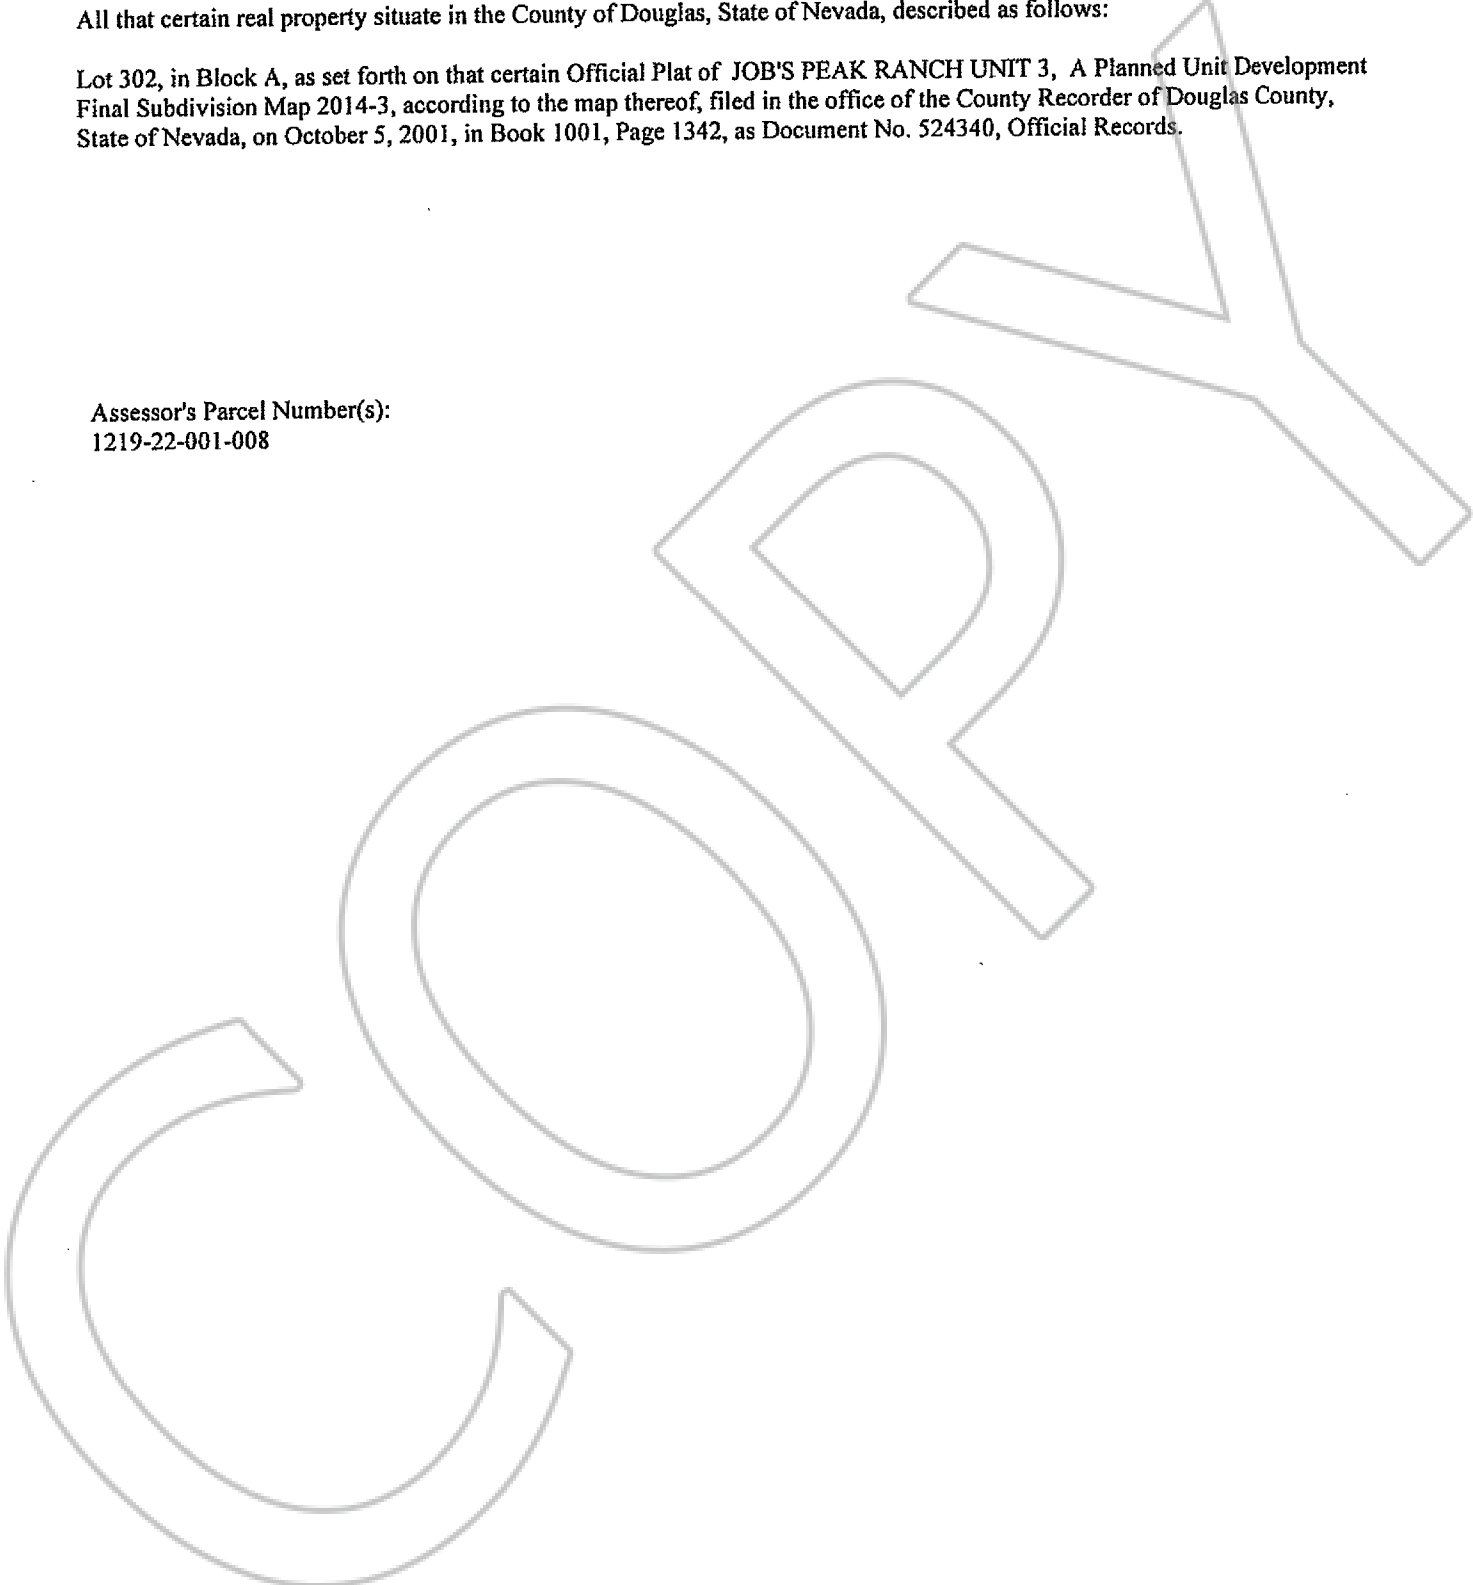 All that certain real property situate in the County of Douglas, State of Nevada, described as follows:
Lot 302, in Block A, as set forth on that certain Official Plat of JOB'S PEAK RANCH UNIT 3, A Planned Unit Development
Final Subdivision Map 2014-3, according to the map thereof, filed in the office of the County Recorder of Douglas County,
State of Nevada, on October 5, 2001, in Book 1001, Page 1342, as Document No. 524340, Official Records.
Assessor's Parcel Number(s):
1219-22-001-008
COPY